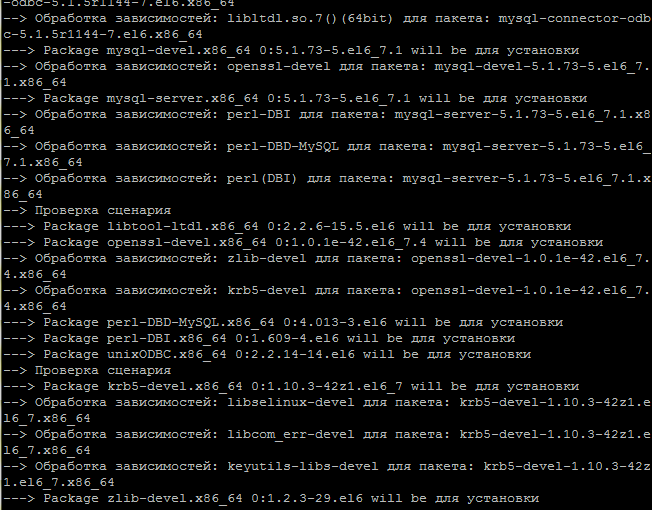 -odbc-5.1.5r1144-7.el6.x86_64
--> Обработка зависимостей: libltdl.so.7()(64bit) для пакета: mysql-connector-odb
c-5.1.5r1144-7.el6.x86_64
---> Package mysql-devel.x86_64 0:5.1.73-5.el6_7.1 will be для установки
--> Обработка зависимостей: openssl-devel для пакета: mysql-devel-5.1.73-5.el6_7.
1.x86_64
---> Package mysql-server.x86_64 0:5.1.73-5.el6_7.1 will be для установки
--> Обработка зависимостей: perl-DBI для пакета: mysql-server-5.1.73-5.el6_7.1.x8
6_64
--> Обработка зависимостей: perl-DBD-MySQL для пакета: mysql-server-5.1.73-5.el6_
7.1.x86_64
--> Обработка зависимостей: perl(DBI) для пакета: mysql-server-5.1.73-5.el6_7.1.x
86_64
--> Проверка сценария
---> Package libtool-ltdl.x86_64 0:2.2.6-15.5.el6 will be для установки
---> Package openssl-devel.x86_64 0:1.0.1e-42.el6_7.4 will be для установки
--> Обработка зависимостей: zlib-devel для пакета: openssl-devel-1.0.1e-42.el6_7.
4.x86_64
--> Обработка зависимостей: krb5-devel для пакета: openssl-devel-1.0.1e-42.el6_7.
4.x86_64
---> Package perl-DBD-MySQL.x86_64 0:4.013-3.el6 will be для установки
---> Package perl-DBI.x86_64 0:1.609-4.el6 will be для установки
---> Package unixODBC.x86_64 0:2.2.14-14.el6 will be для установки
--> Проверка сценария
---> Package krb5-devel.x86_64 0:1.10.3-42z1.el6_7 will be для установки
--> Обработка зависимостей: libselinux-devel для пакета: krb5-devel-1.10.3-42z1.e
l6_7.x86_64
--> Обработка зависимостей: libcom_err-devel для пакета: krb5-devel-1.10.3-42z1.e
l6_7.x86_64
--> Обработка зависимостей: keyutils-libs-devel для пакета: krb5-devel-1.10.3-42z
1.el6_7.x86_64
---> Package zlib-devel.x86_64 0:1.2.3-29.el6 will be для установки